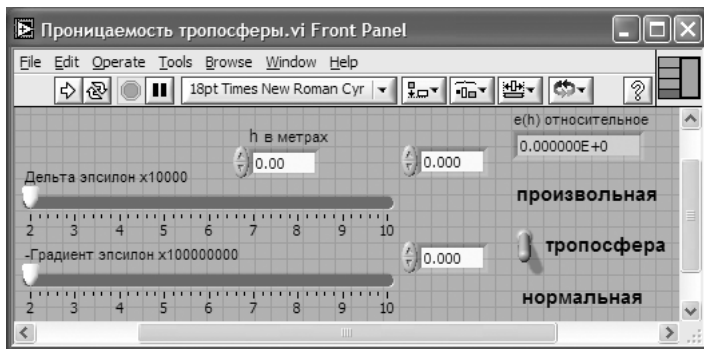 Проницаемость тропосферы.vi Front Panel
File Edit Operate Tools Browse Window Help
18pt Times New Roman Cyr
?
e(h) относительное
0.000000E+0
h в метрах
0.00
0.000
Дельта эпсилон x10000
2 3 4 5 6 7 8 9 10
произвольная
тропосфера
нормальная
-Градиент эпсилон x100000000
0.000
2 3 4 5 6 7 8 9 10